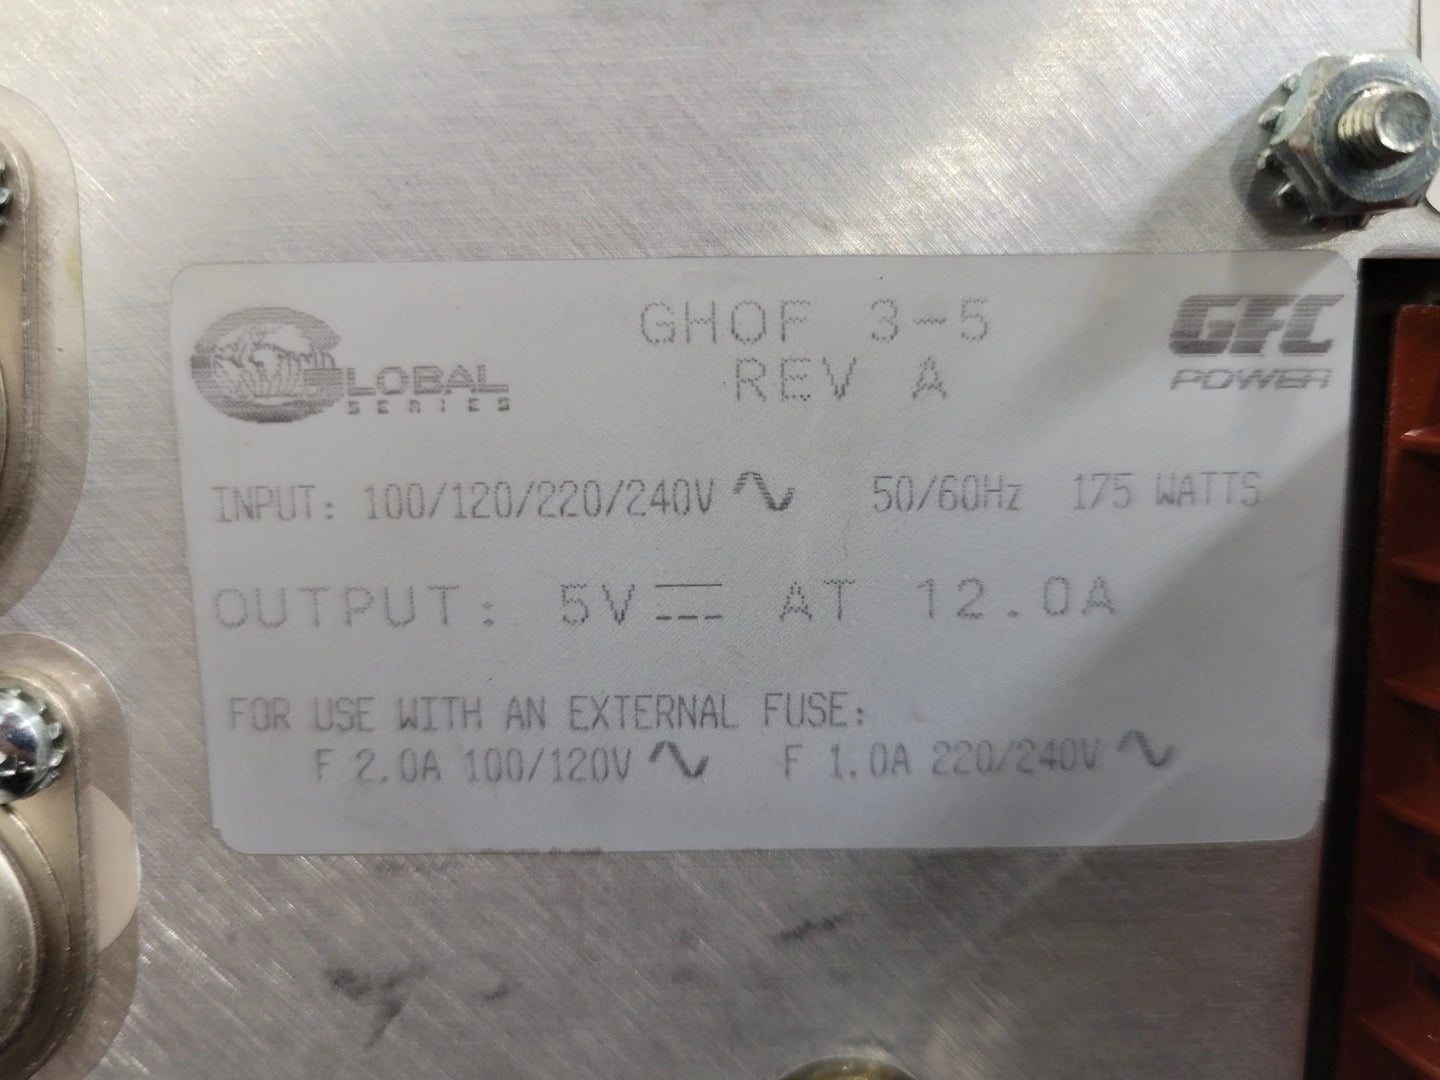 GLOBAL
SERIES
GHOF 3-5
REV A
GFC
POWER
INPUT: 100/120/220/240V∿ 50/60Hz 175 WATTS
OUTPUT: 5V⎓ AT 12.0A
FOR USE WITH AN EXTERNAL FUSE:
F 2.0A 100/120V∿ F 1.0A 220/240V∿